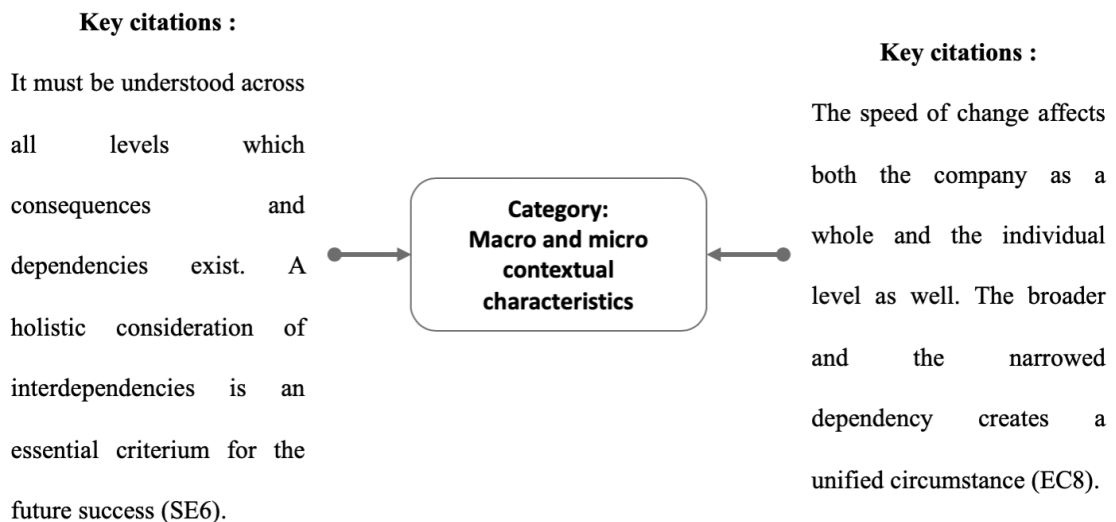 Key citations :
It must be understood across
all levels which
consequences and
dependencies exist. A
holistic consideration of
interdependencies is an
essential criterium for the
future success (SE6).
Category:
Macro and micro
contextual
characteristics
Key citations :
The speed of change affects
both the company as a
whole and the individual
level as well. The broader
and the narrowed
dependency creates a
unified circumstance (EC8).